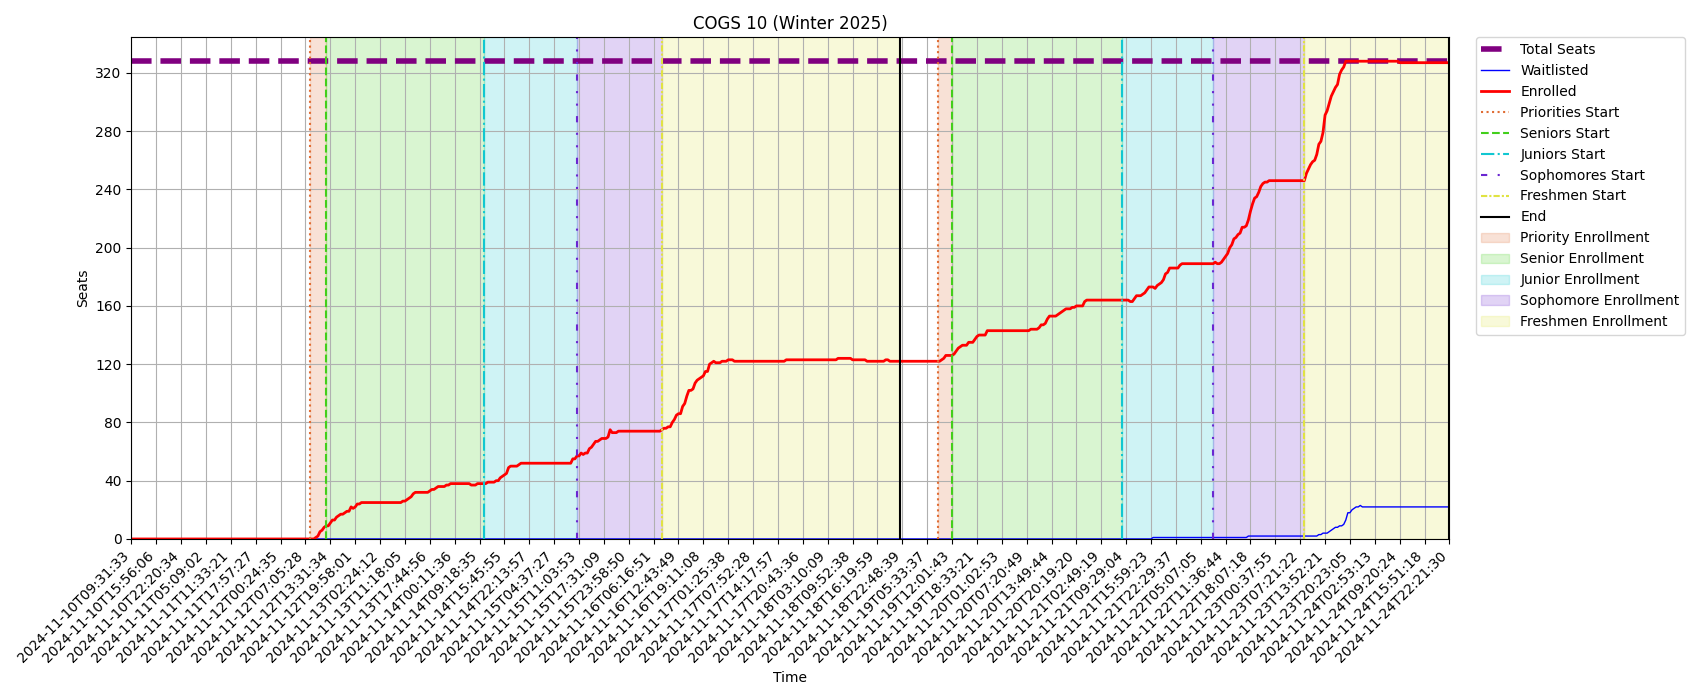 COGS 10 (Winter 2025)
Total Seats
Waitlisted
Enrolled
Priorities Start
Seniors Start
Juniors Start
Sophomores Start
Freshmen Start
End
Priority Enrollment
Senior Enrollment
Junior Enrollment
Sophomore Enrollment
Freshmen Enrollment
Seats
320
280
240
200
160
120
80
40
0
2024-11-10T09:31:33
2024-11-10T15:56:06
2024-11-10T22:20:34
2024-11-11T05:09:02
2024-11-11T11:33:21
2024-11-11T17:57:27
2024-11-12T00:24:35
2024-11-12T07:05:28
2024-11-12T13:31:34
2024-11-12T19:58:01
2024-11-13T02:24:12
2024-11-13T11:18:05
2024-11-13T17:44:56
2024-11-14T00:11:36
2024-11-14T09:18:35
2024-11-14T15:45:55
2024-11-14T22:13:57
2024-11-15T04:37:27
2024-11-15T11:03:53
2024-11-15T17:31:09
2024-11-15T23:58:50
2024-11-16T06:16:51
2024-11-16T12:43:49
2024-11-16T19:11:08
2024-11-17T01:25:38
2024-11-17T07:52:28
2024-11-17T14:17:57
2024-11-17T20:43:36
2024-11-18T03:10:09
2024-11-18T09:52:38
2024-11-18T16:19:59
2024-11-18T22:48:39
2024-11-19T05:33:37
2024-11-19T12:01:43
2024-11-19T18:33:21
2024-11-20T01:02:53
2024-11-20T07:20:49
2024-11-20T13:49:44
2024-11-20T20:19:20
2024-11-21T02:49:19
2024-11-21T09:29:04
2024-11-21T15:59:23
2024-11-21T22:29:37
2024-11-22T05:07:05
2024-11-22T11:36:44
2024-11-22T18:07:18
2024-11-23T00:37:55
2024-11-23T07:21:22
2024-11-23T13:52:21
2024-11-23T20:23:05
2024-11-24T02:53:13
2024-11-24T09:20:24
2024-11-24T15:51:18
2024-11-24T22:21:30
Time